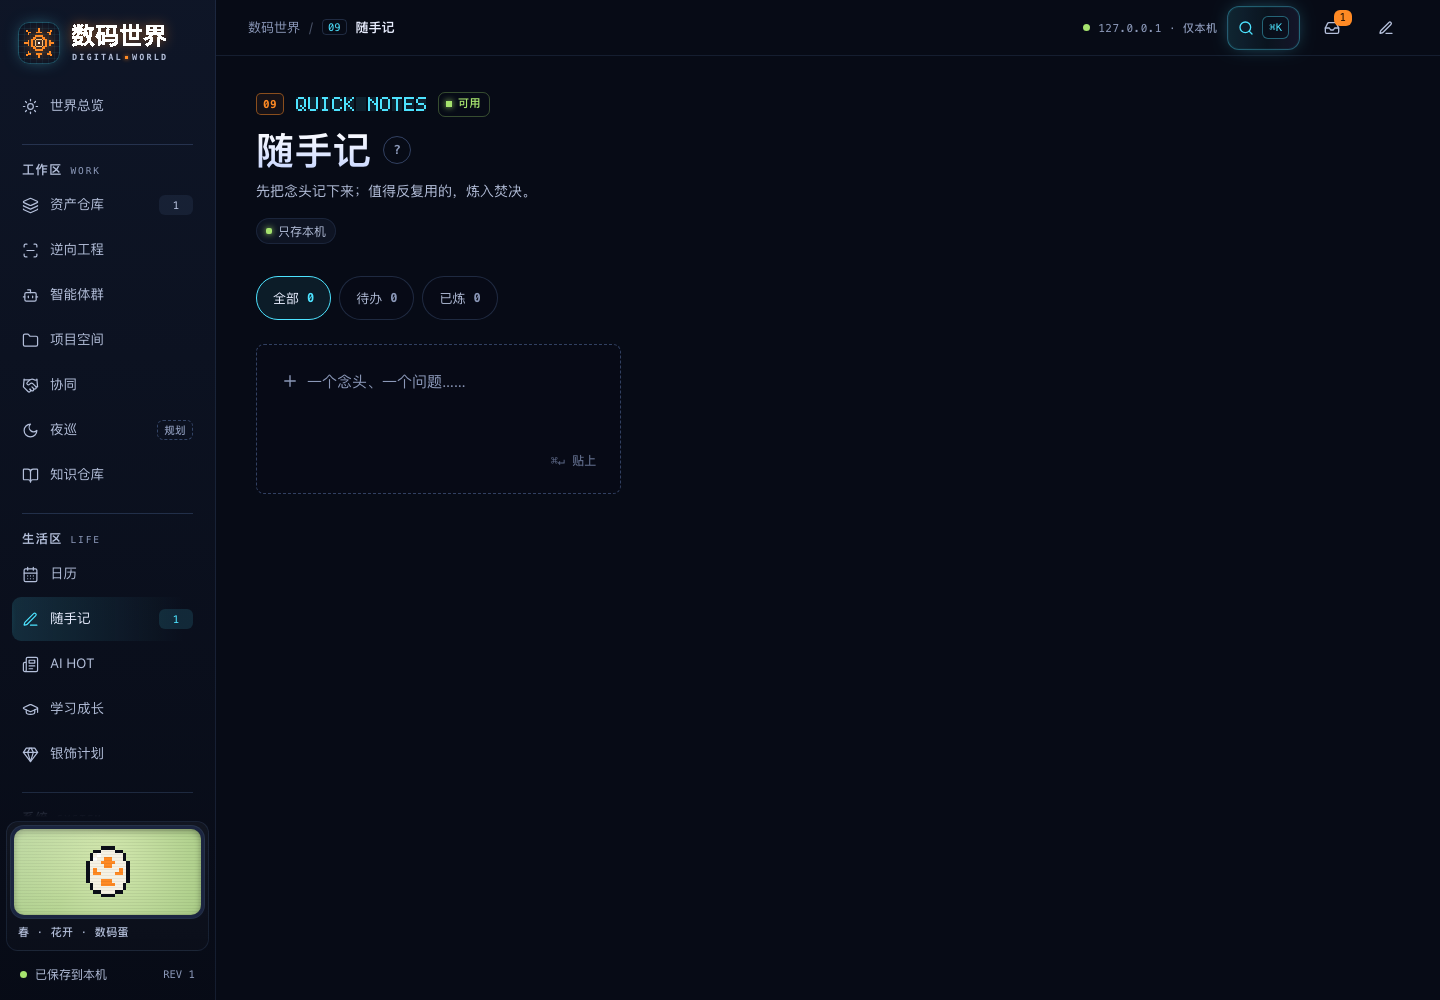 数码世界
DIGITAL WORLD
世界总览
工作区 WORK
资产仓库 1
逆向工程
智能体群
项目空间
协同
夜巡 规划
知识仓库
生活区 LIFE
日历
随手记 1
AI HOT
学习成长
银饰计划
春 · 花开 · 数码蛋
已保存到本机 REV 1
数码世界 / 09 随手记
127.0.0.1 · 仅本机
⌘K
1
09 QUICK NOTES 可用
随手记 ?
先把念头记下来；值得反复用的，炼入焚决。
只存本机
全部 0 待办 0 已炼 0
一个念头、一个问题……
⌘↵ 贴上